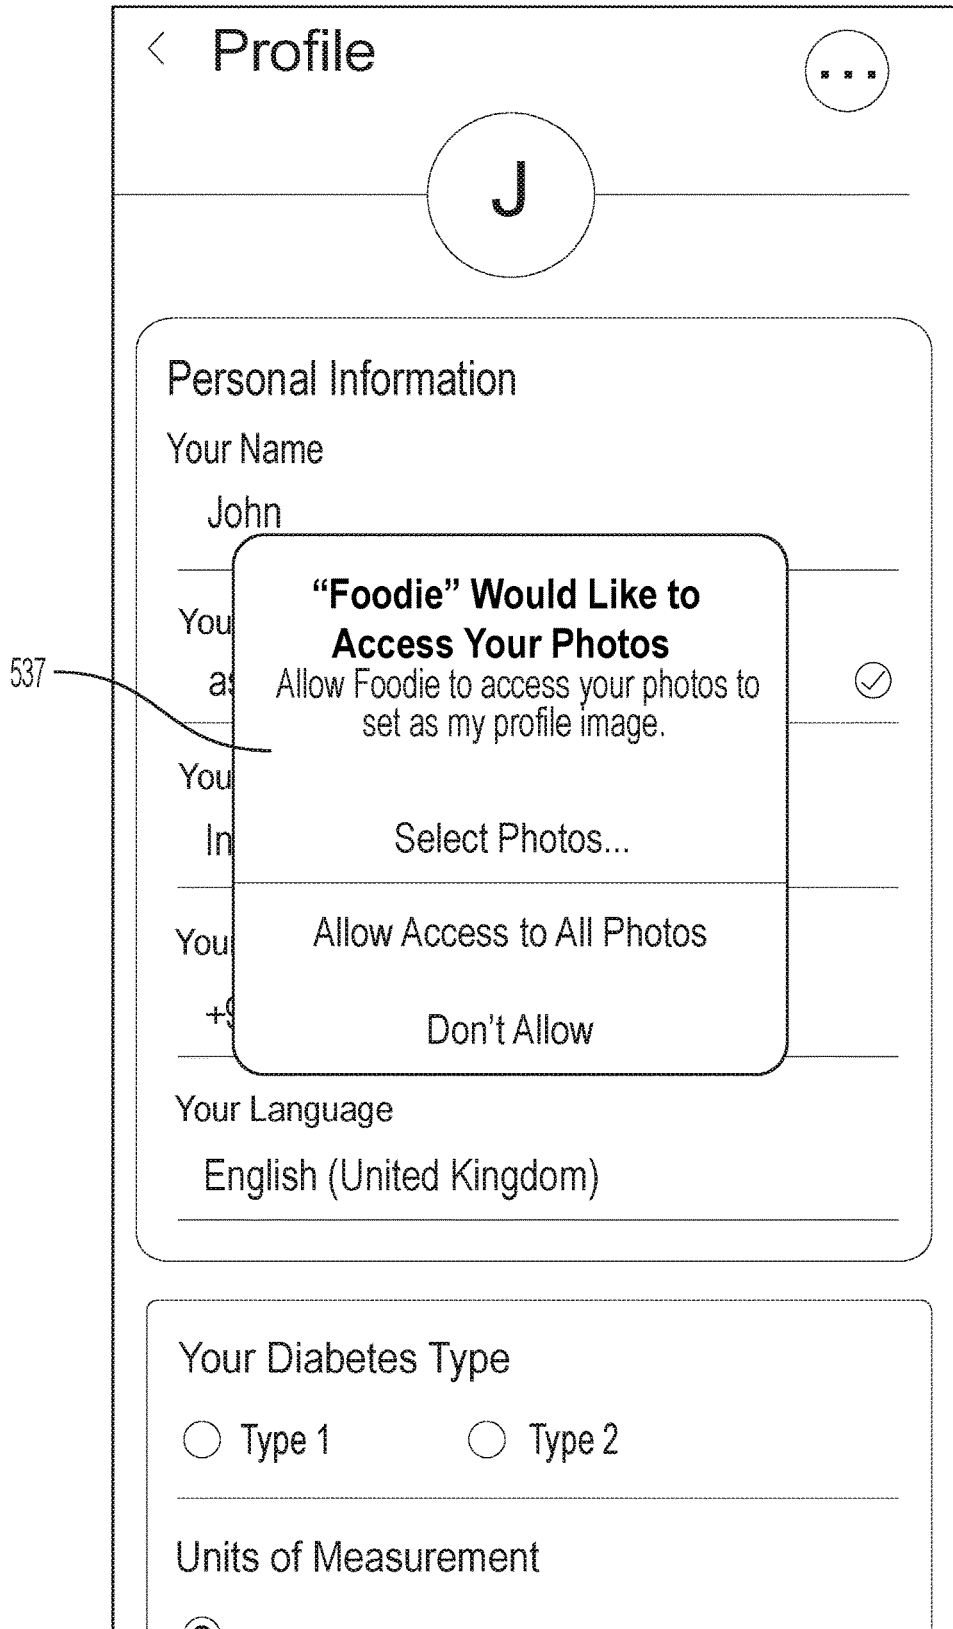 < Profile
...
J
Personal Information
Your Name
John
“Foodie” Would Like to
Access Your Photos
Allow Foodie to access your photos to
set as my profile image.
537
Select Photos...
Allow Access to All Photos
Don’t Allow
Your Language
English (United Kingdom)
Your Diabetes Type
Type 1 Type 2
Units of Measurement